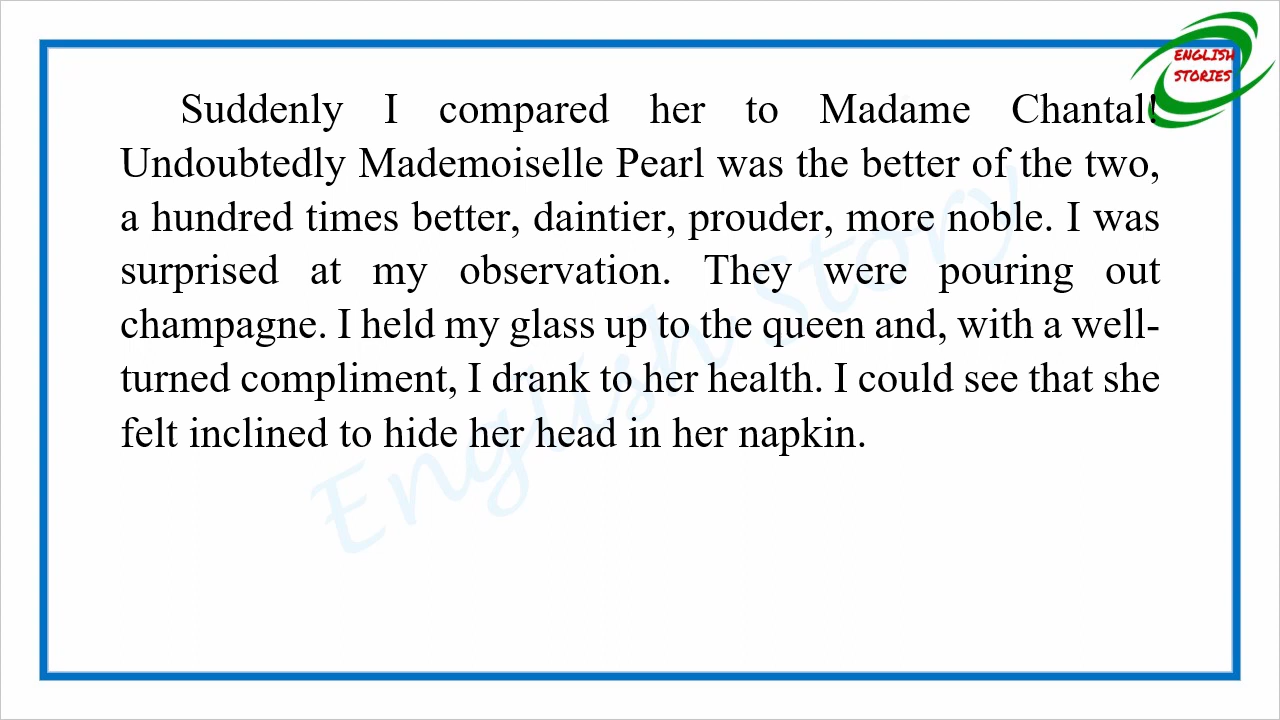 ENGLISH
STORIES
Suddenly I compared her to Madame Chantal!
Undoubtedly Mademoiselle Pearl was the better of the two,
a hundred times better, daintier, prouder, more noble. I was
surprised at my observation. They were pouring out
champagne. I held my glass up to the queen and, with a well-
turned compliment, I drank to her health. I could see that she
felt inclined to hide her head in her napkin.
English Story